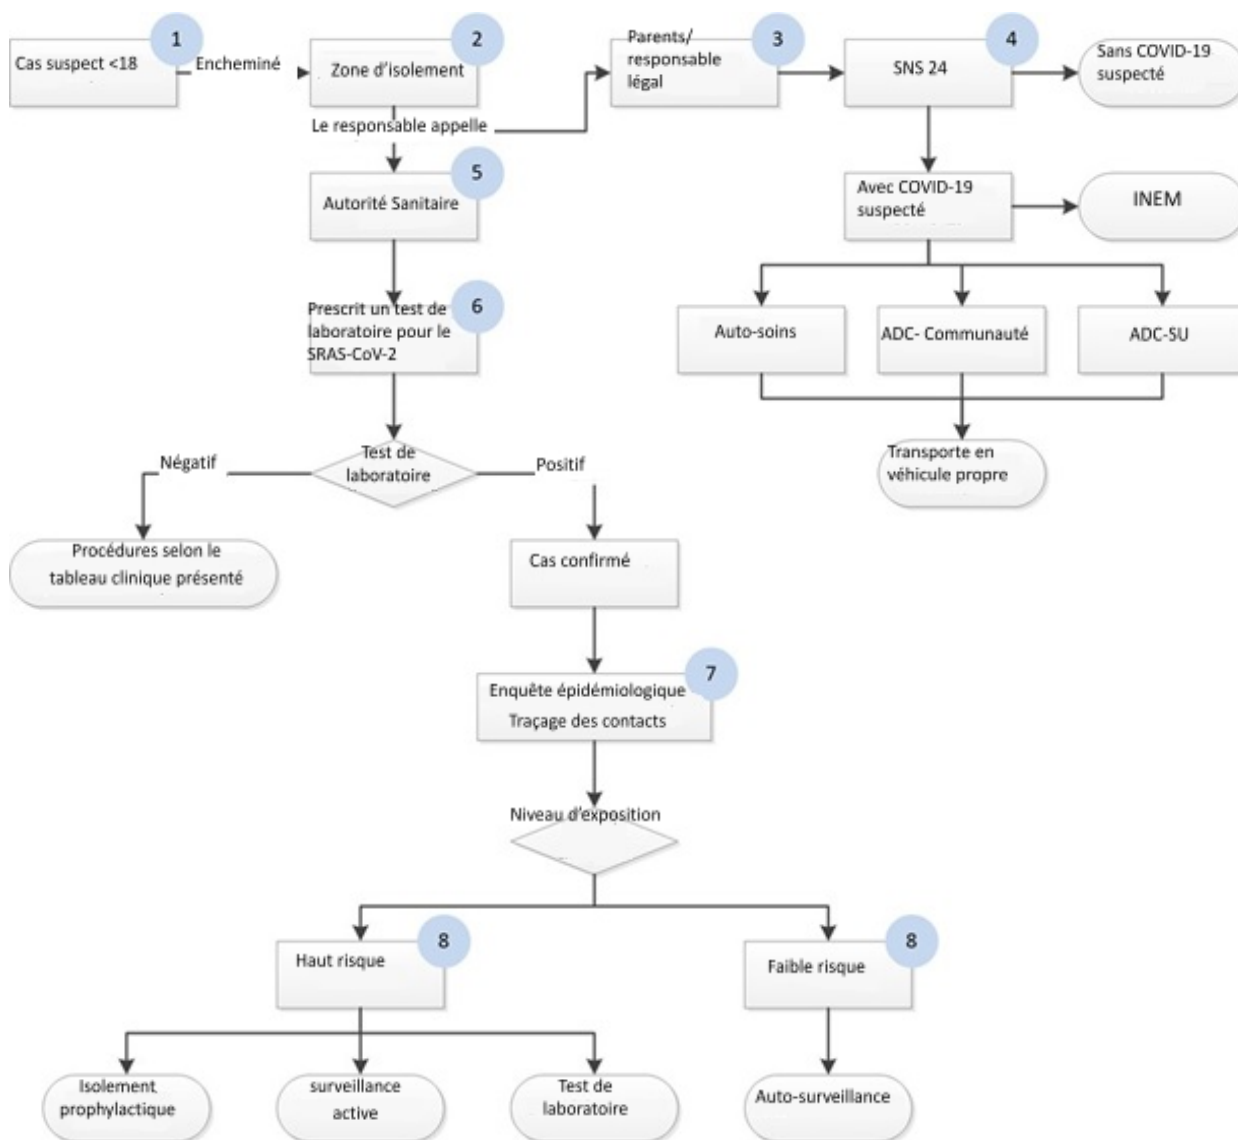 1
Cas suspect <18
Encheminé
2
Zone d'isolement
Parents/
responsable
légal
3
4
SNS 24
Sans COVID-19
suspecté
Le responsable appelle
5
Autorité Sanitaire
Avec COVID-19
suspecté
INEM
6
Prescrit un test de
laboratoire pour le
SRAS-CoV-2
Auto-soins
ADC- Communauté
ADC-SU
Transporte en
véhicule propre
Test de
laboratoire
Négatif
Positif
Procédures selon le
tableau clinique présenté
Cas confirmé
7
Enquête épidémiologique
Traçage des contacts
Niveau d'exposition
8
Haut risque
8
Faible risque
Isolement
prophylactique
surveillance
active
Test de
laboratoire
Auto-surveillance